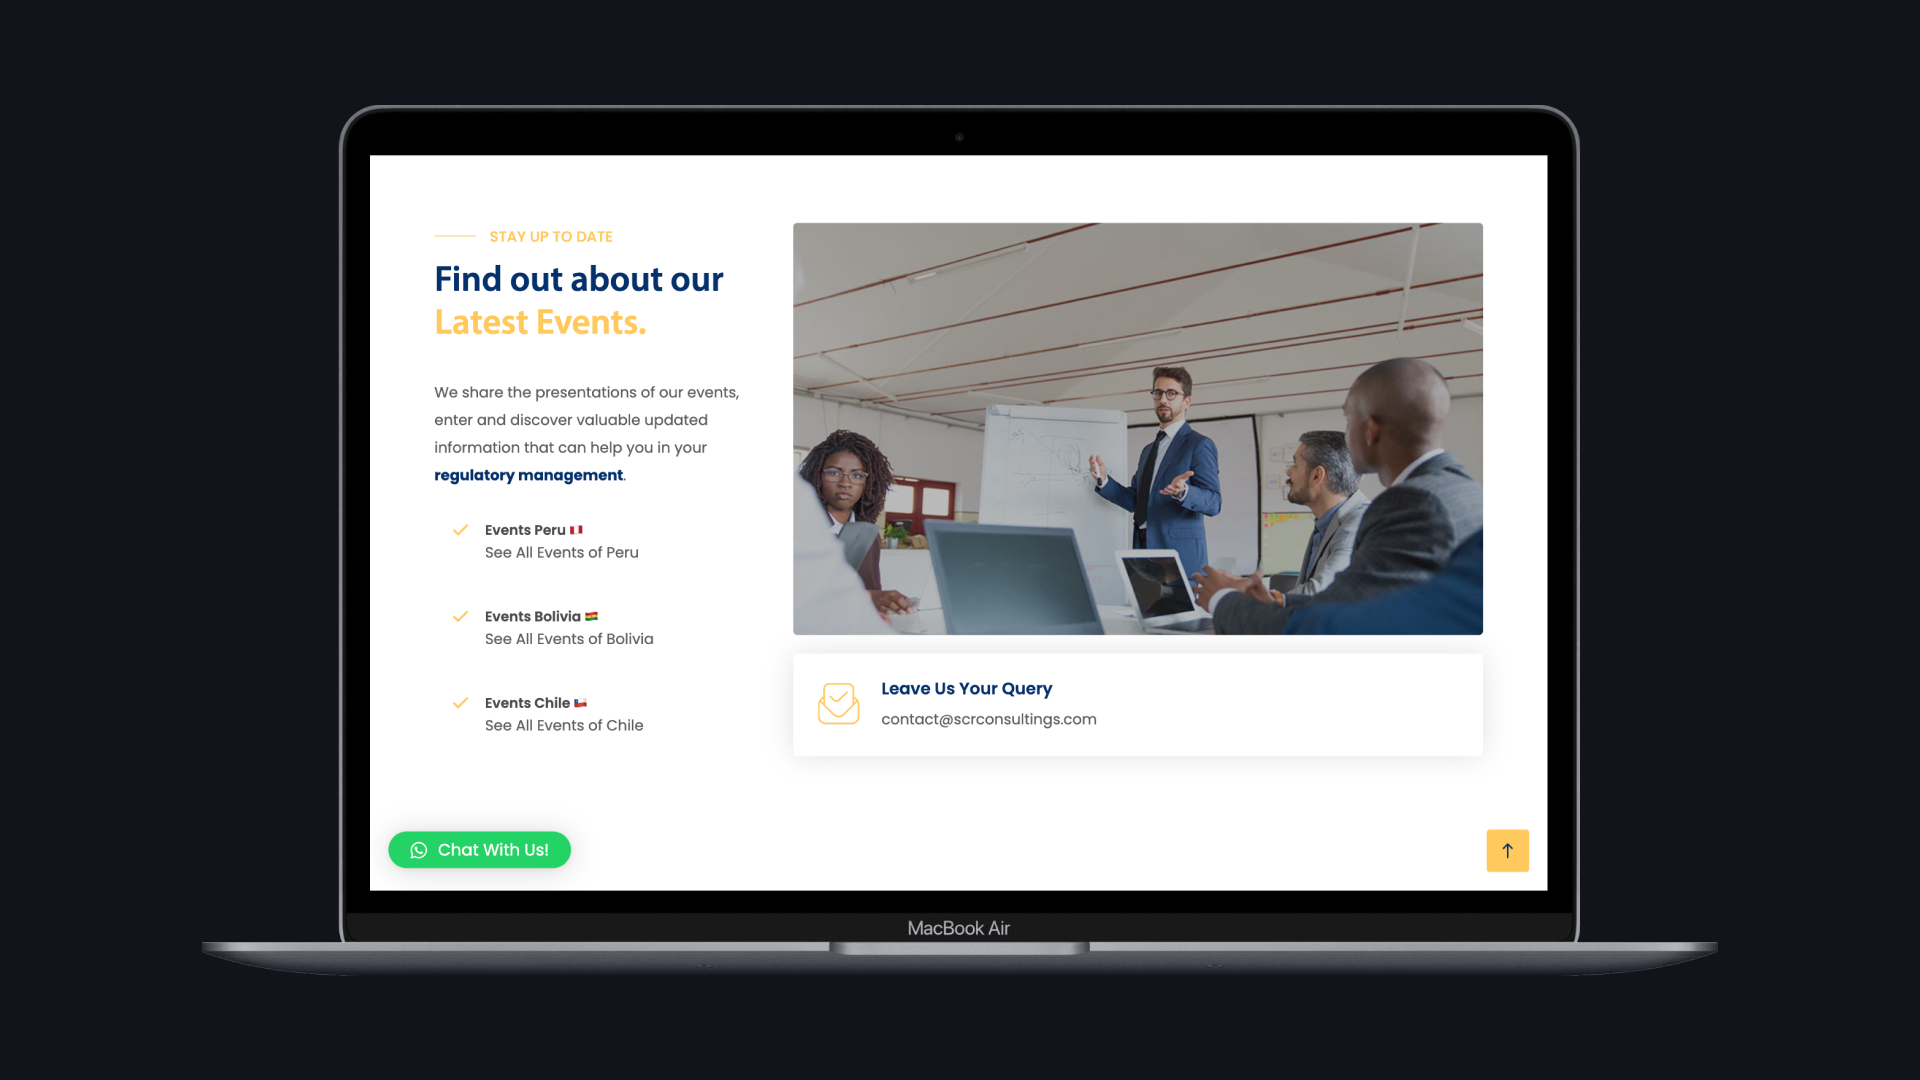 STAY UP TO DATE
Find out about our
Latest Events.
We share the presentations of our events,
enter and discover valuable updated
information that can help you in your
regulatory management.
Events Peru 🇵🇪
See All Events of Peru
Events Bolivia 🇧🇴
See All Events of Bolivia
Events Chile 🇨🇱
See All Events of Chile
Leave Us Your Query
contact@scrconsultings.com
Chat With Us!
MacBook Air